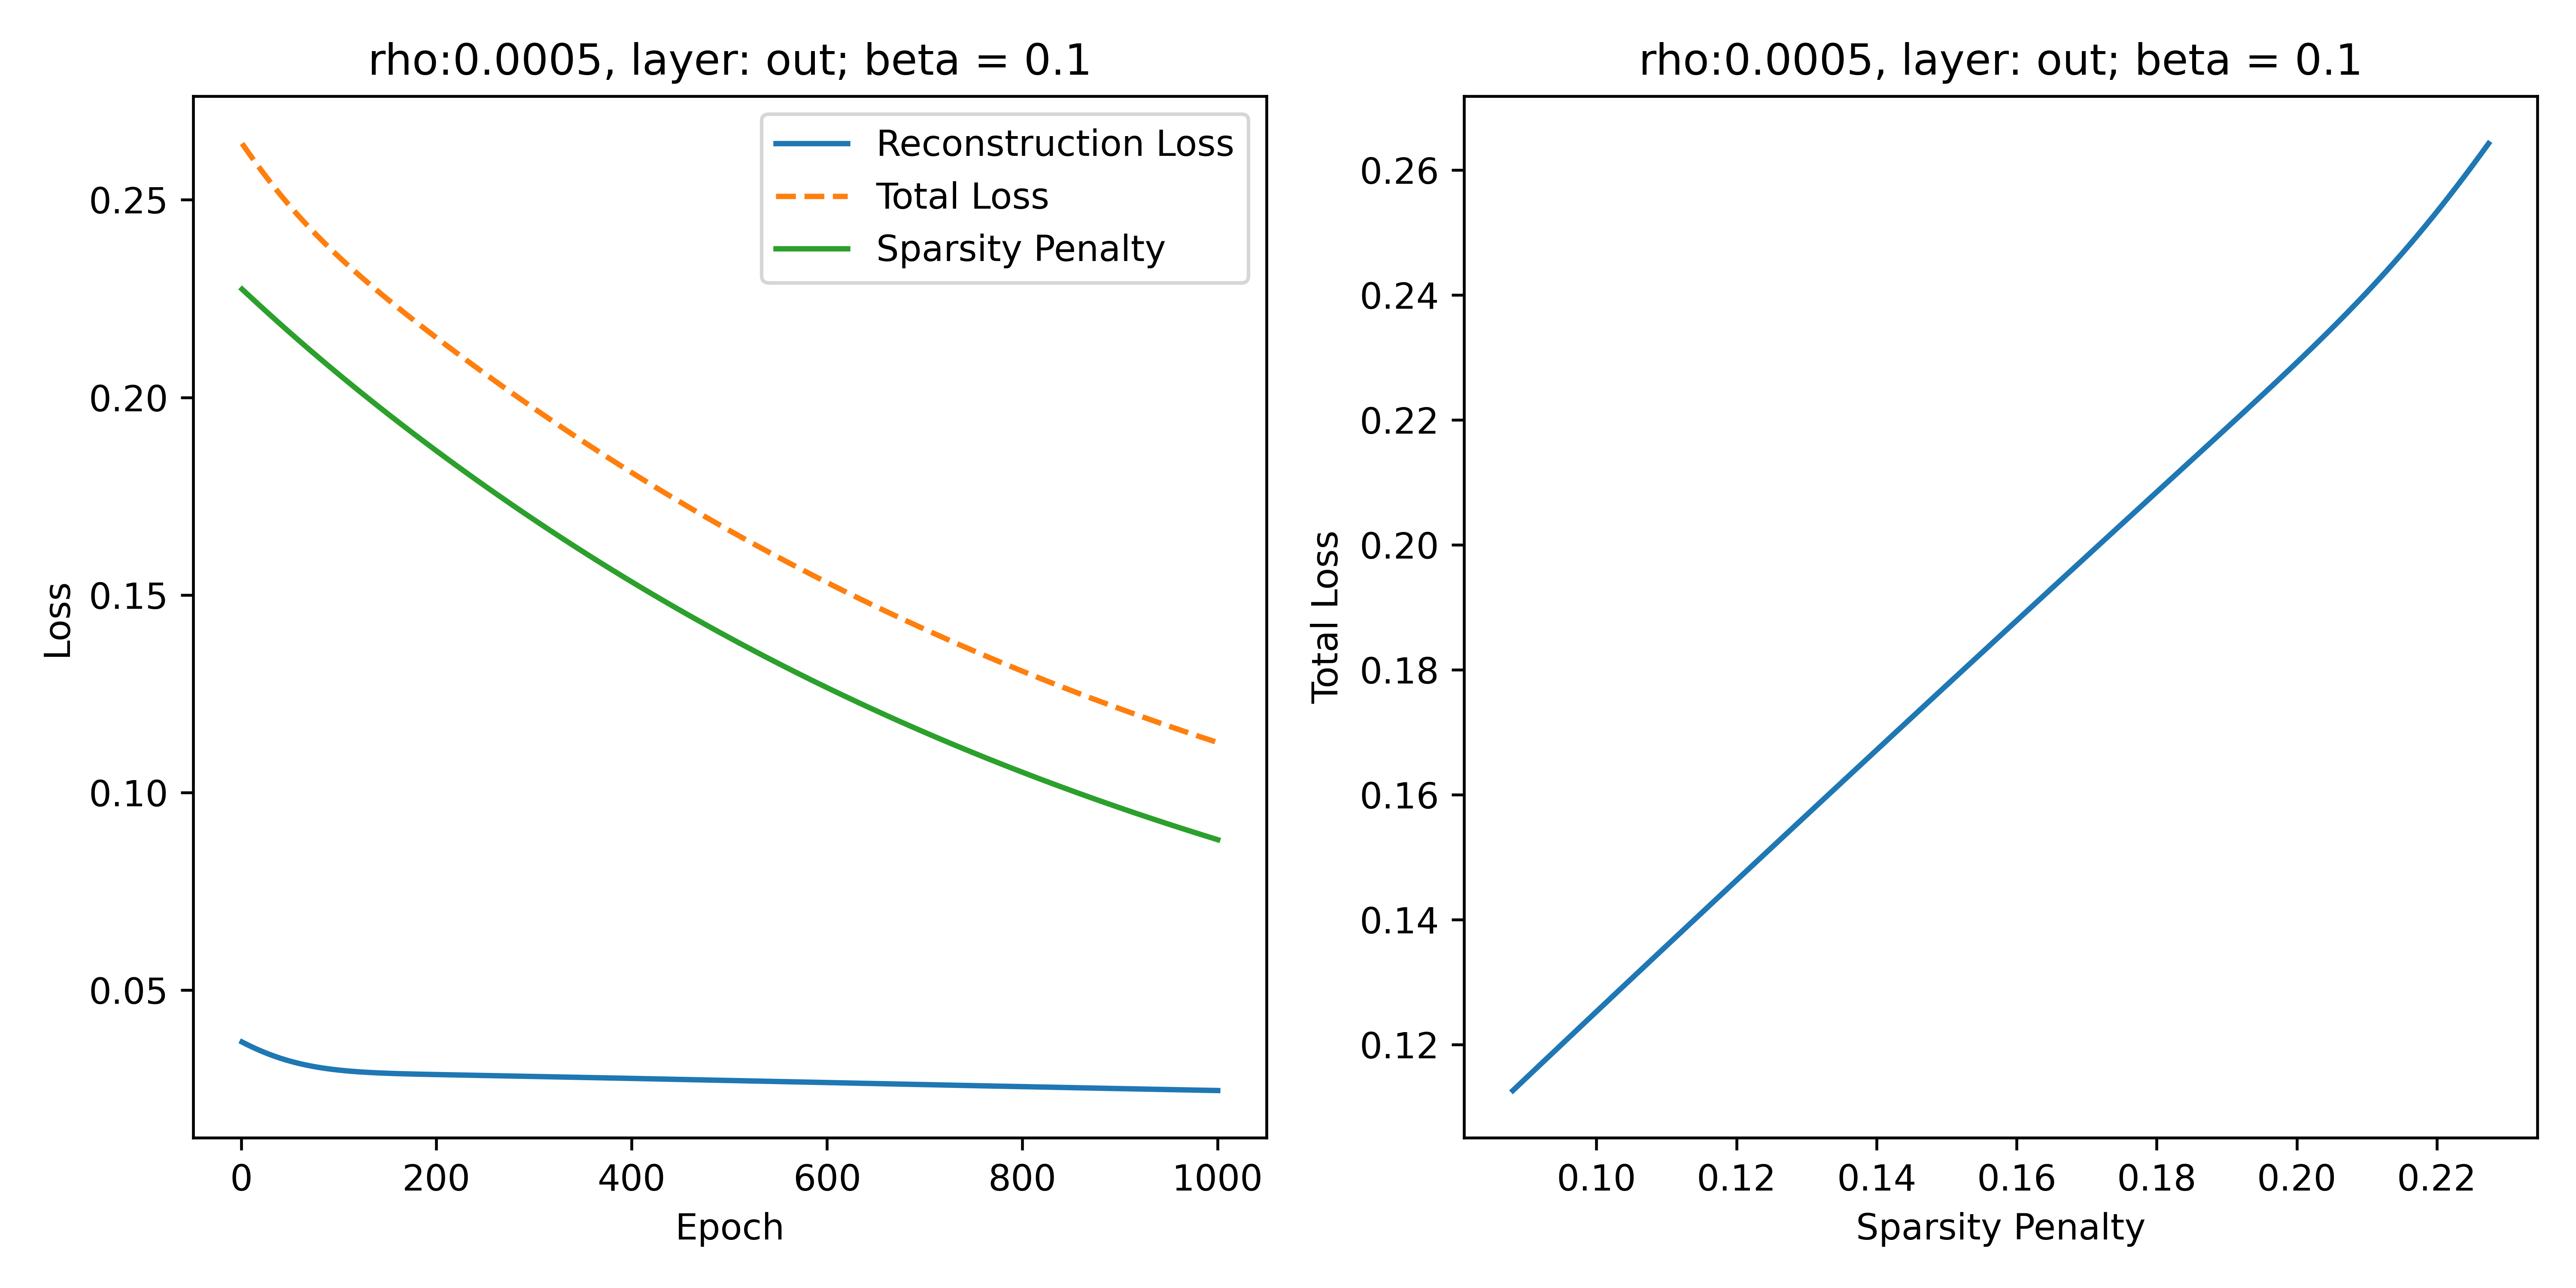 rho:0.0005, layer: out; beta = 0.1
Reconstruction Loss
Total Loss
Sparsity Penalty
0.25
0.20
0.15
0.10
0.05
Loss
0 200 400 600 800 1000
Epoch
rho:0.0005, layer: out; beta = 0.1
0.26
0.24
0.22
0.20
0.18
0.16
0.14
0.12
Total Loss
0.10 0.12 0.14 0.16 0.18 0.20 0.22
Sparsity Penalty